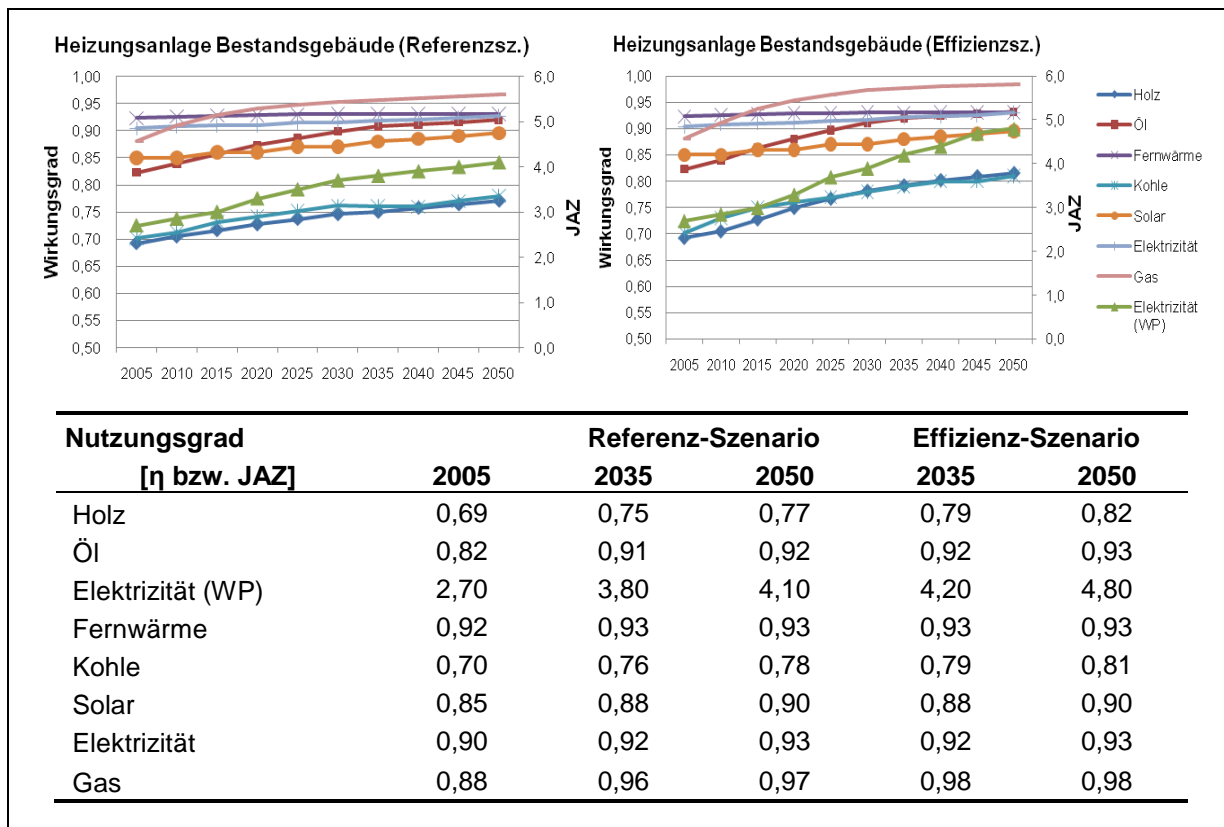 Heizungsanlage Bestandsgebäude (Referenzsz.)
1,00
0,95
0,90
0,85
0,80
0,75
0,70
0,65
0,60
0,55
0,50
Wirkungsgrad
6,0
5,0
4,0
3,0
2,0
1,0
0,0
JAZ
2005 2010 2015 2020 2025 2030 2035 2040 2045 2050
Heizungsanlage Bestandsgebäude (Effizienzsz.)
1,00
0,95
0,90
0,85
0,80
0,75
0,70
0,65
0,60
0,55
0,50
Wirkungsgrad
6,0
5,0
4,0
3,0
2,0
1,0
0,0
JAZ
2005 2010 2015 2020 2025 2030 2035 2040 2045 2050
Holz
Öl
Fernwärme
Kohle
Solar
Elektrizität
Gas
Elektrizität
(WP)
Nutzungsgrad Referenz-Szenario Effizienz-Szenario
[η bzw. JAZ] 2005 2035 2050 2035 2050
Holz 0,69 0,75 0,77 0,79 0,82
Öl 0,82 0,91 0,92 0,92 0,93
Elektrizität (WP) 2,70 3,80 4,10 4,20 4,80
Fernwärme 0,92 0,93 0,93 0,93 0,93
Kohle 0,70 0,76 0,78 0,79 0,81
Solar 0,85 0,88 0,90 0,88 0,90
Elektrizität 0,90 0,92 0,93 0,92 0,93
Gas 0,88 0,96 0,97 0,98 0,98